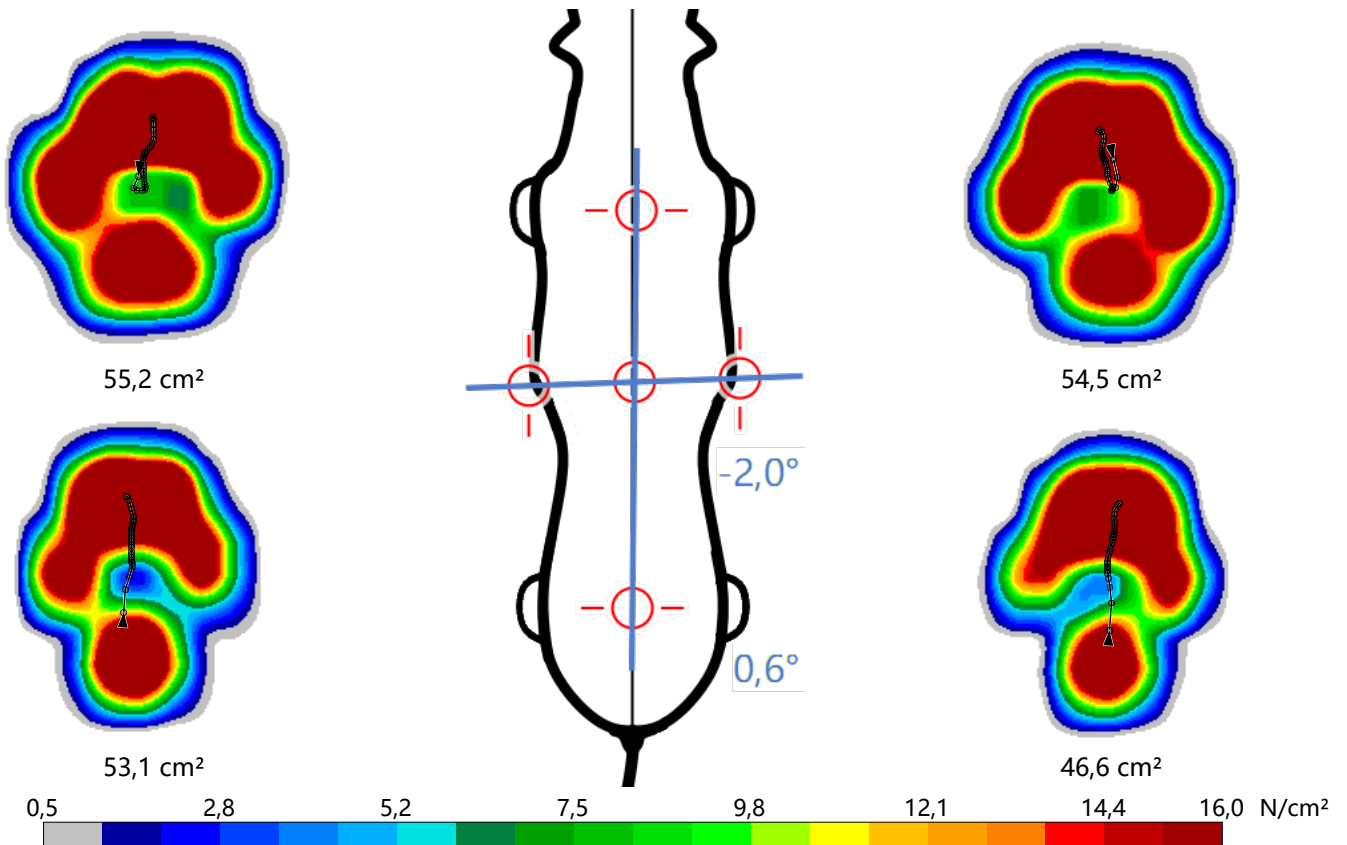 55,2 cm²
54,5 cm²
-2,0°
0,6°
53,1 cm²
46,6 cm²
0,5 2,8 5,2 7,5 9,8 12,1 14,4 16,0 N/cm²